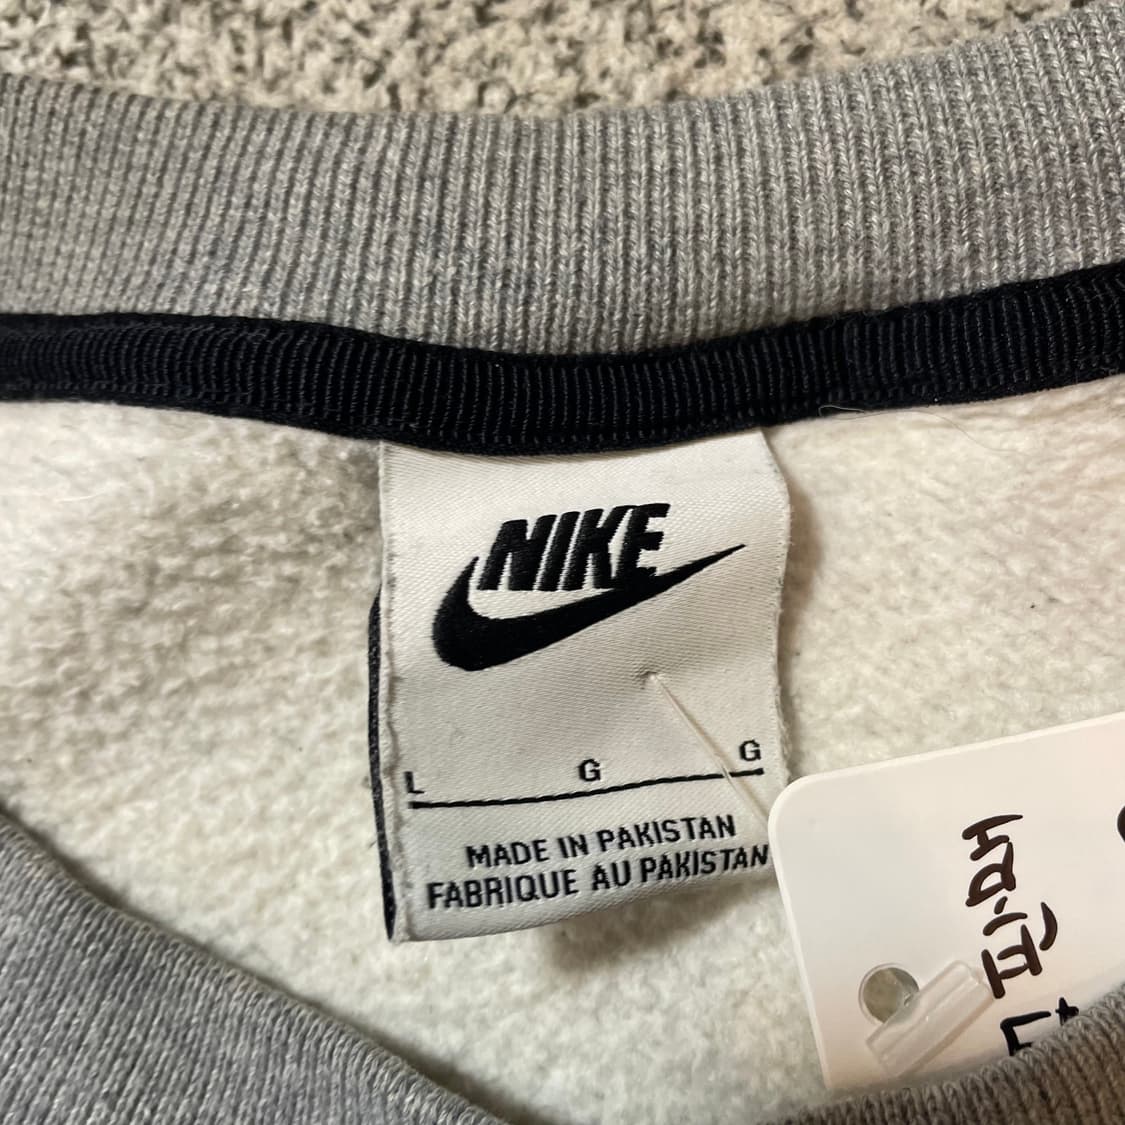 NIKE
L G G
MADE IN PAKISTAN
FABRIQUE AU PAKISTAN